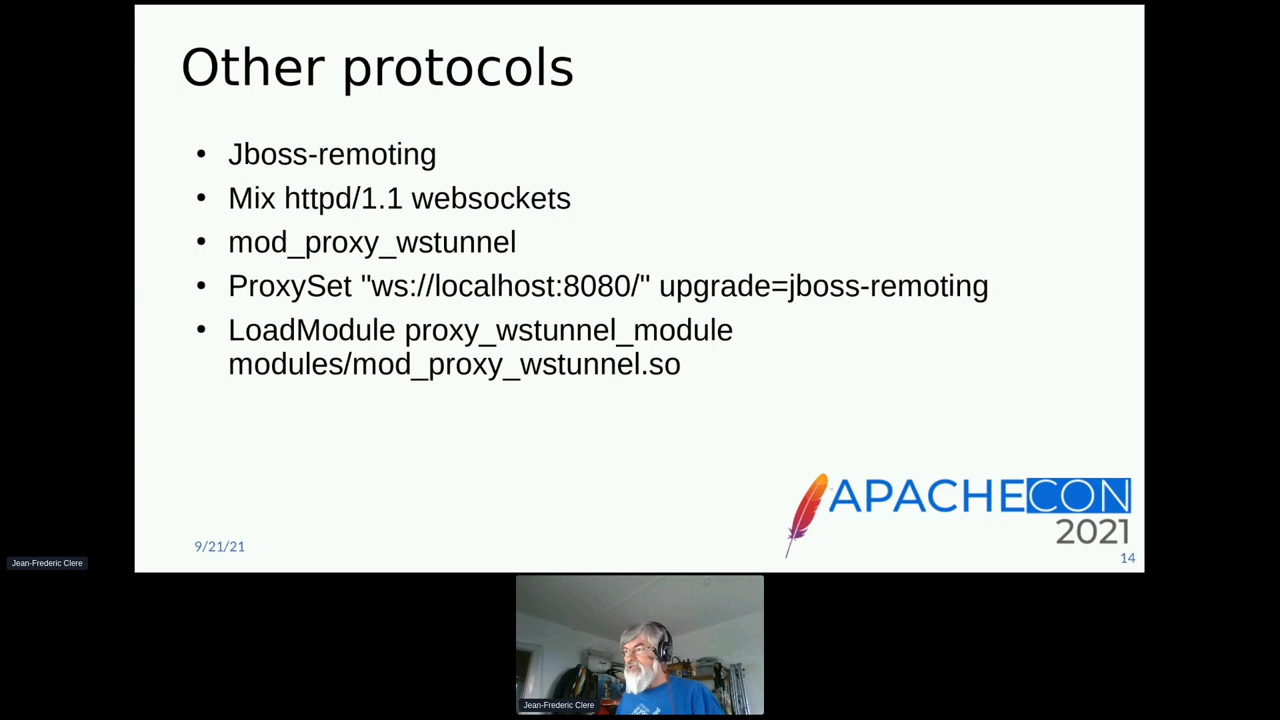 Other protocols
• Jboss-remoting
• Mix httpd/1.1 websockets
• mod_proxy_wstunnel
• ProxySet "ws://localhost:8080/" upgrade=jboss-remoting
• LoadModule proxy_wstunnel_module
modules/mod_proxy_wstunnel.so
APACHECON
2021
9/21/21
14
Jean-Frederic Clere
Jean-Frederic Clere